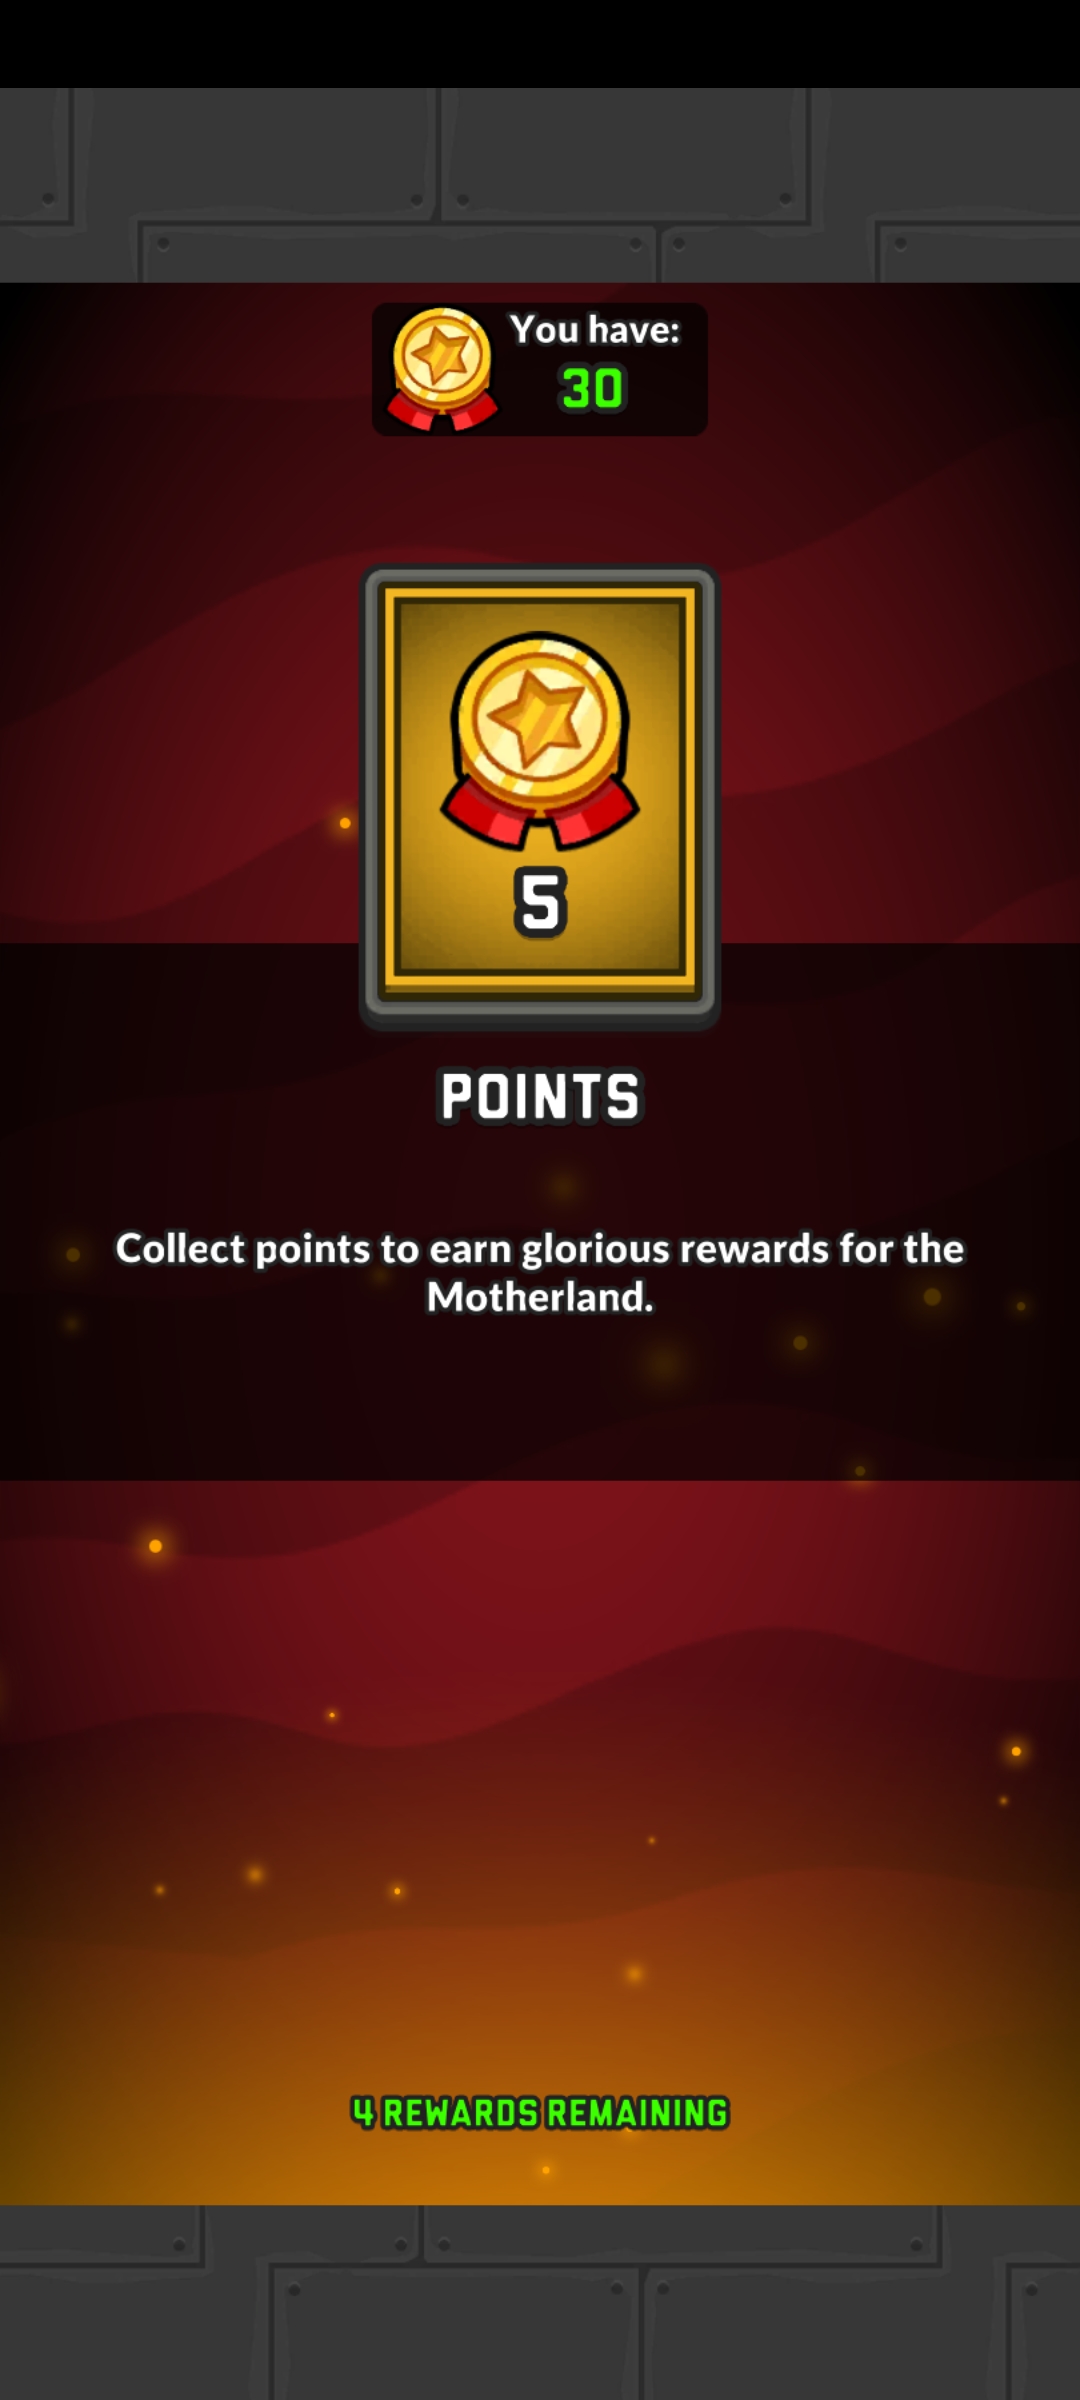 You have:
30
5
POINTS
Collect points to earn glorious rewards for the
Motherland.
4 REWARDS REMAINING